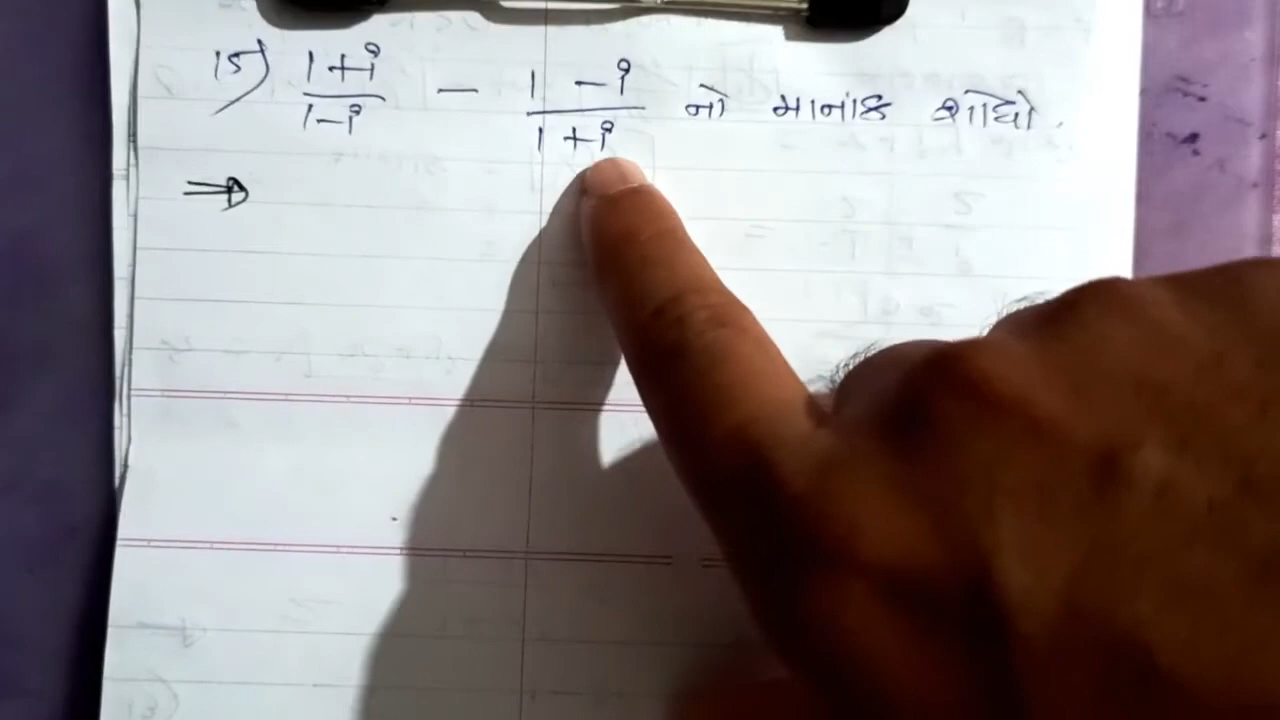 15) (1+i)/(1-i) - (1-i)/(1+i) નો માનાંક શોધો.
⇒